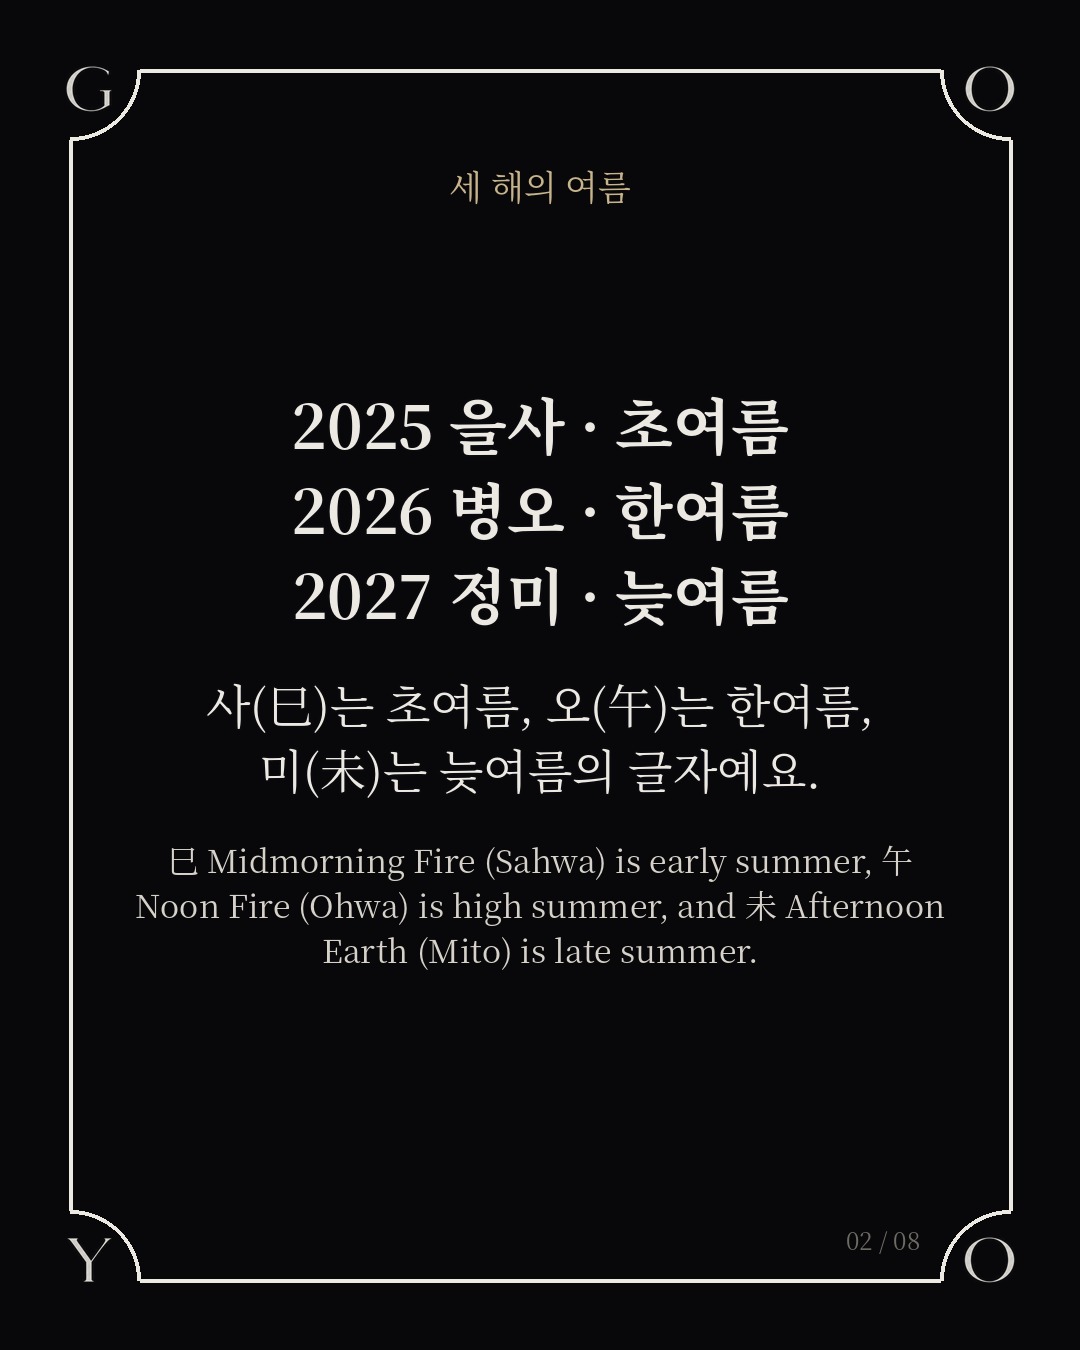 G O
세 해의 여름
2025 을사 · 초여름
2026 병오 · 한여름
2027 정미 · 늦여름
사(巳)는 초여름, 오(午)는 한여름,
미(未)는 늦여름의 글자예요.
巳 Midmorning Fire (Sahwa) is early summer, 午
Noon Fire (Ohwa) is high summer, and 未 Afternoon
Earth (Mito) is late summer.
02 / 08
Y O